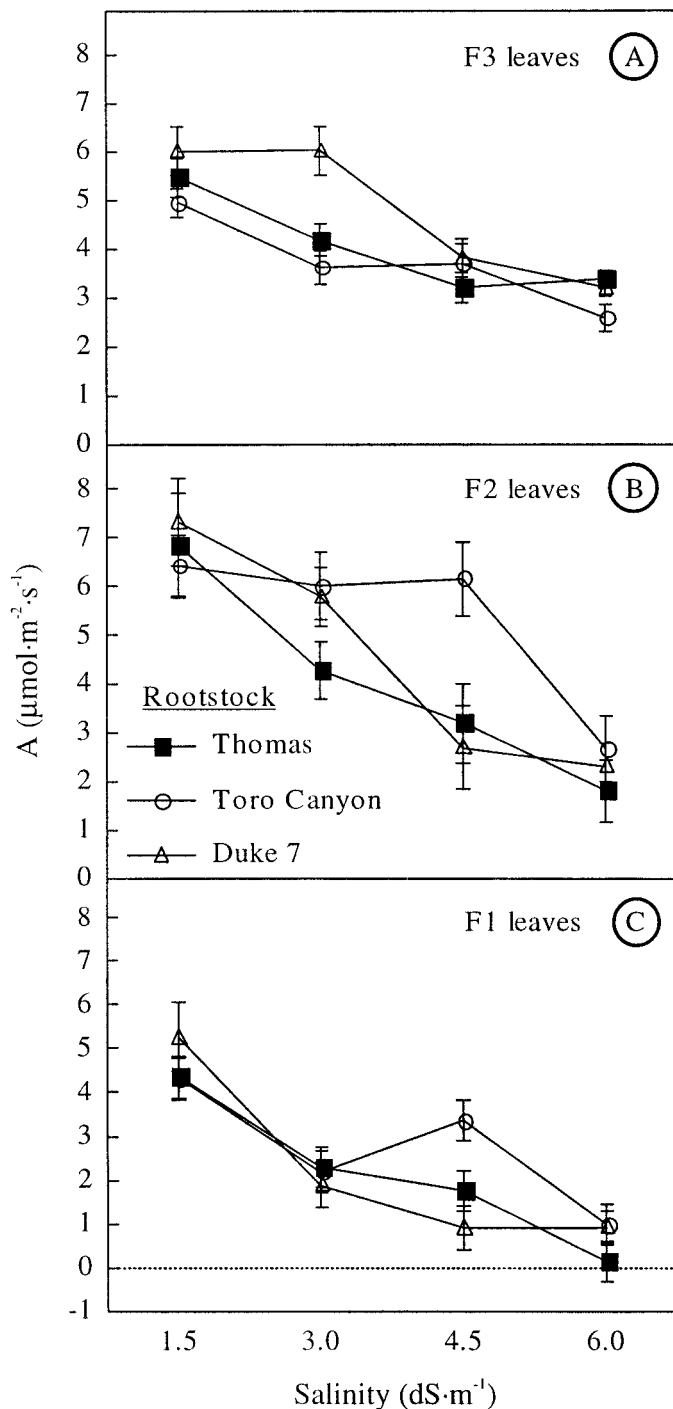 F3 leaves A
8
7
6
5
4
3
2
1
0
F2 leaves B
8
7
6
5
4
3
2
1
0
Rootstock
Thomas
Toro Canyon
Duke 7
A (µmol·m⁻²·s⁻¹)
F1 leaves C
8
7
6
5
4
3
2
1
0
-1
1.5 3.0 4.5 6.0
Salinity (dS·m⁻¹)